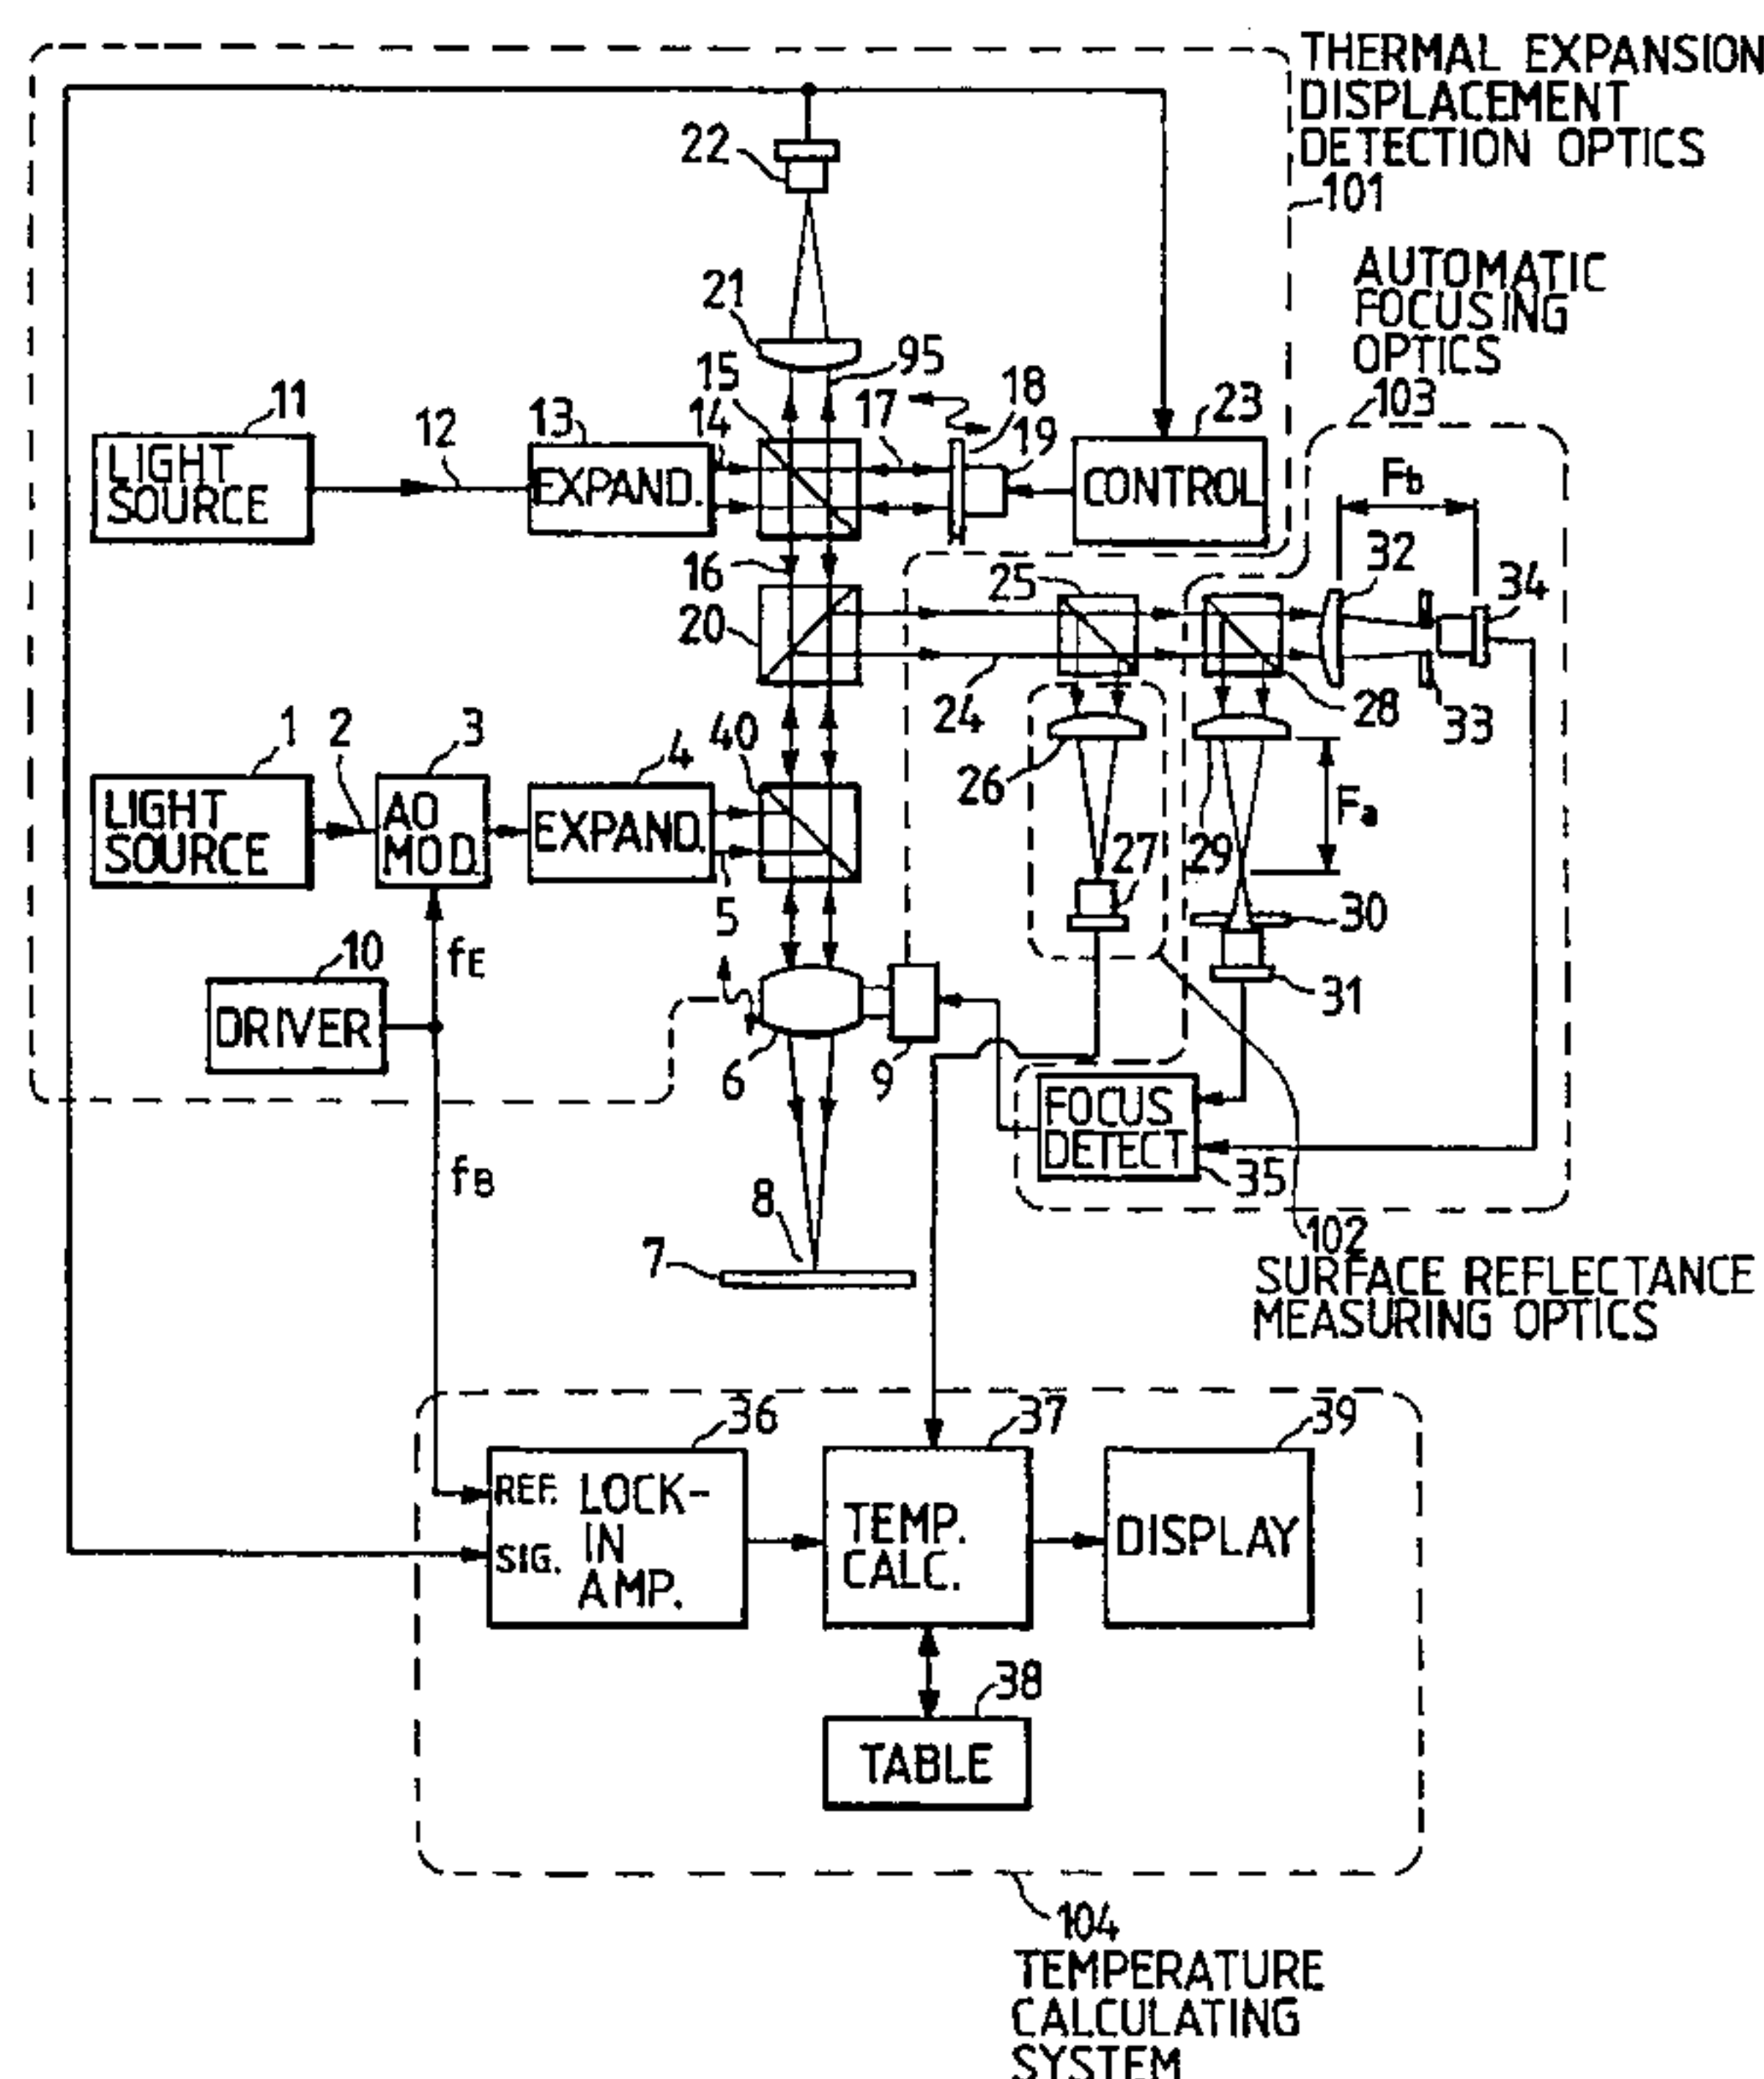 THERMAL EXPANSION
DISPLACEMENT
DETECTION OPTICS
101
22
AUTOMATIC
FOCUSING
OPTICS
103
21
95
15
14
17
18
19
23
11
12
13
LIGHT
SOURCE
EXPAND.
CONTROL
Fb
32
34
16
25
20
24
28
33
26
29
Fa
1
2
3
4
40
LIGHT
SOURCE
AO
MOD.
EXPAND.
5
27
30
31
10
fE
DRIVER
6
9
FOCUS
DETECT
35
fB
8
7
102
SURFACE REFLECTANCE
MEASURING OPTICS
36
37
39
REF. LOCK-
IN
SIG.
AMP.
TEMP.
CALC.
DISPLAY
38
TABLE
104
TEMPERATURE
CALCULATING
SYSTEM